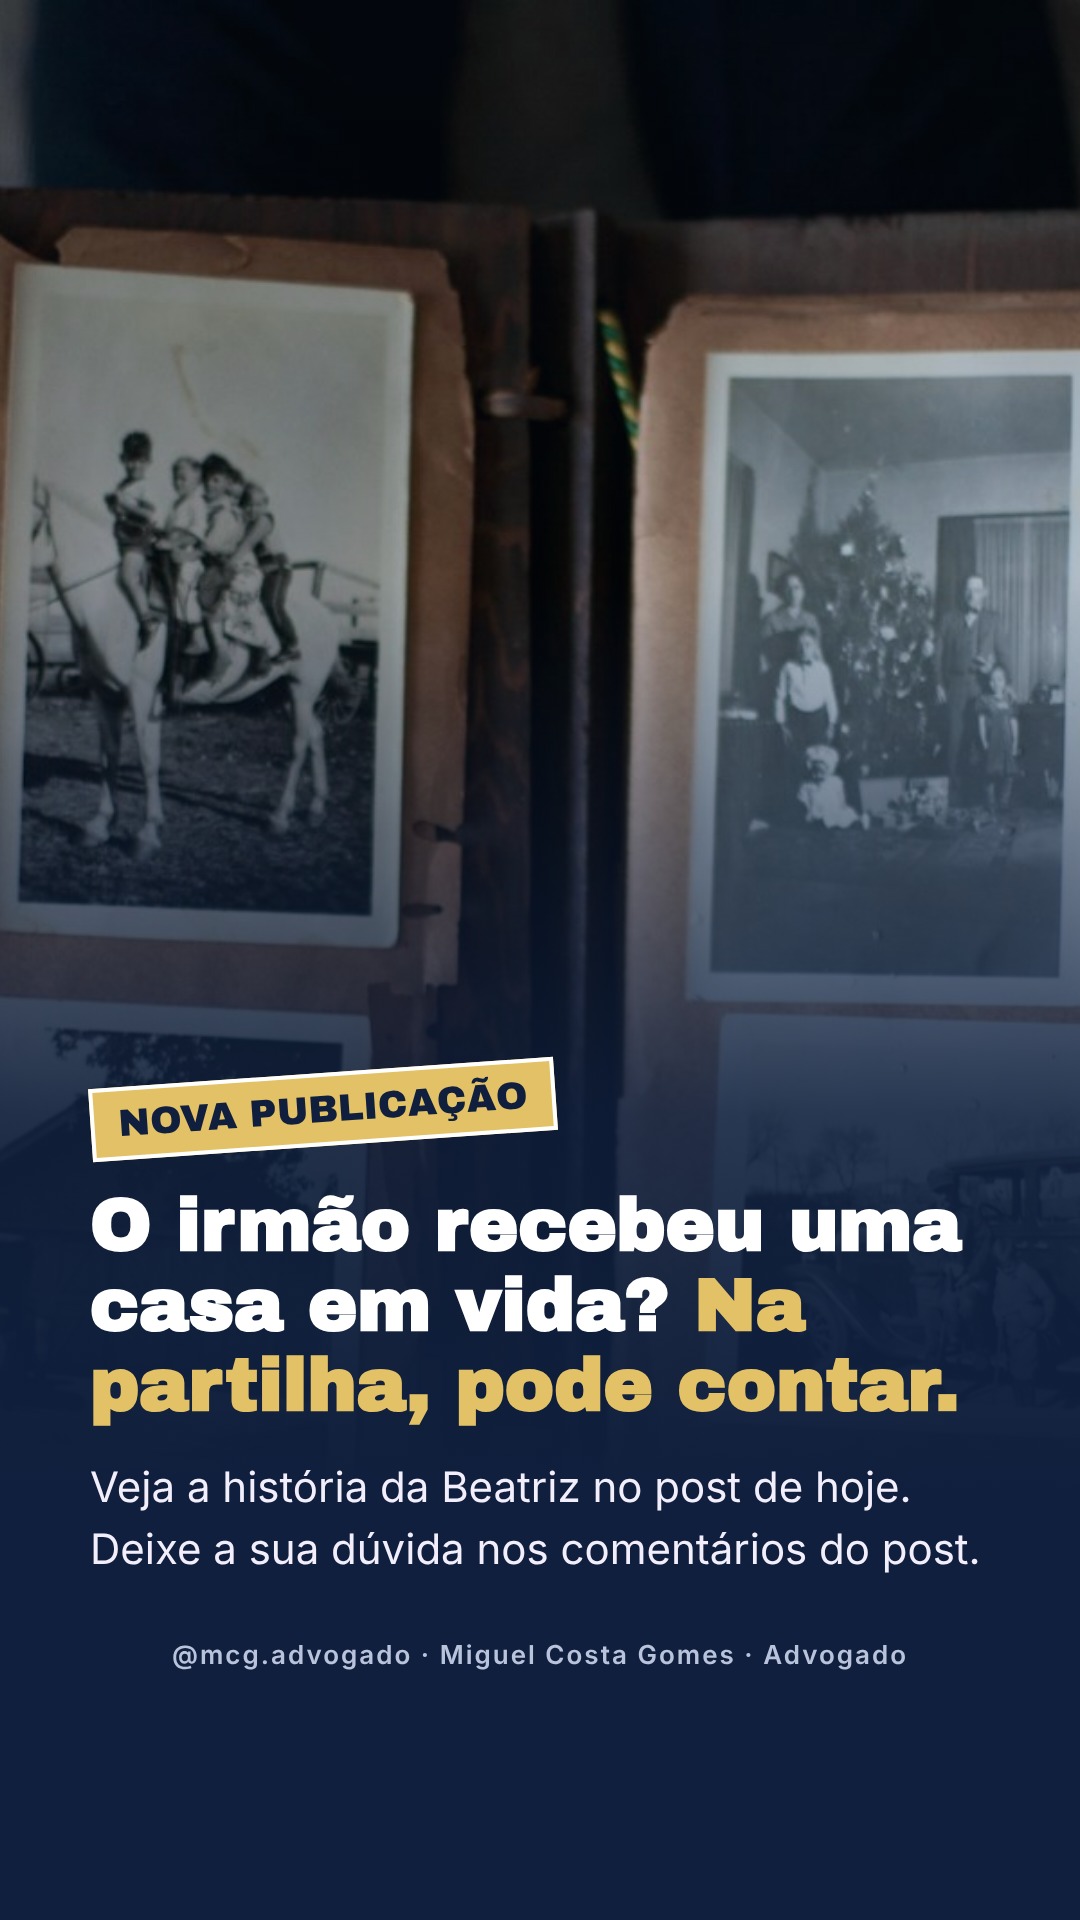 NOVA PUBLICAÇÃO
O irmão recebeu uma
casa em vida? Na
partilha, pode contar.
Veja a história da Beatriz no post de hoje.
Deixe a sua dúvida nos comentários do post.
@mcg.advogado · Miguel Costa Gomes · Advogado